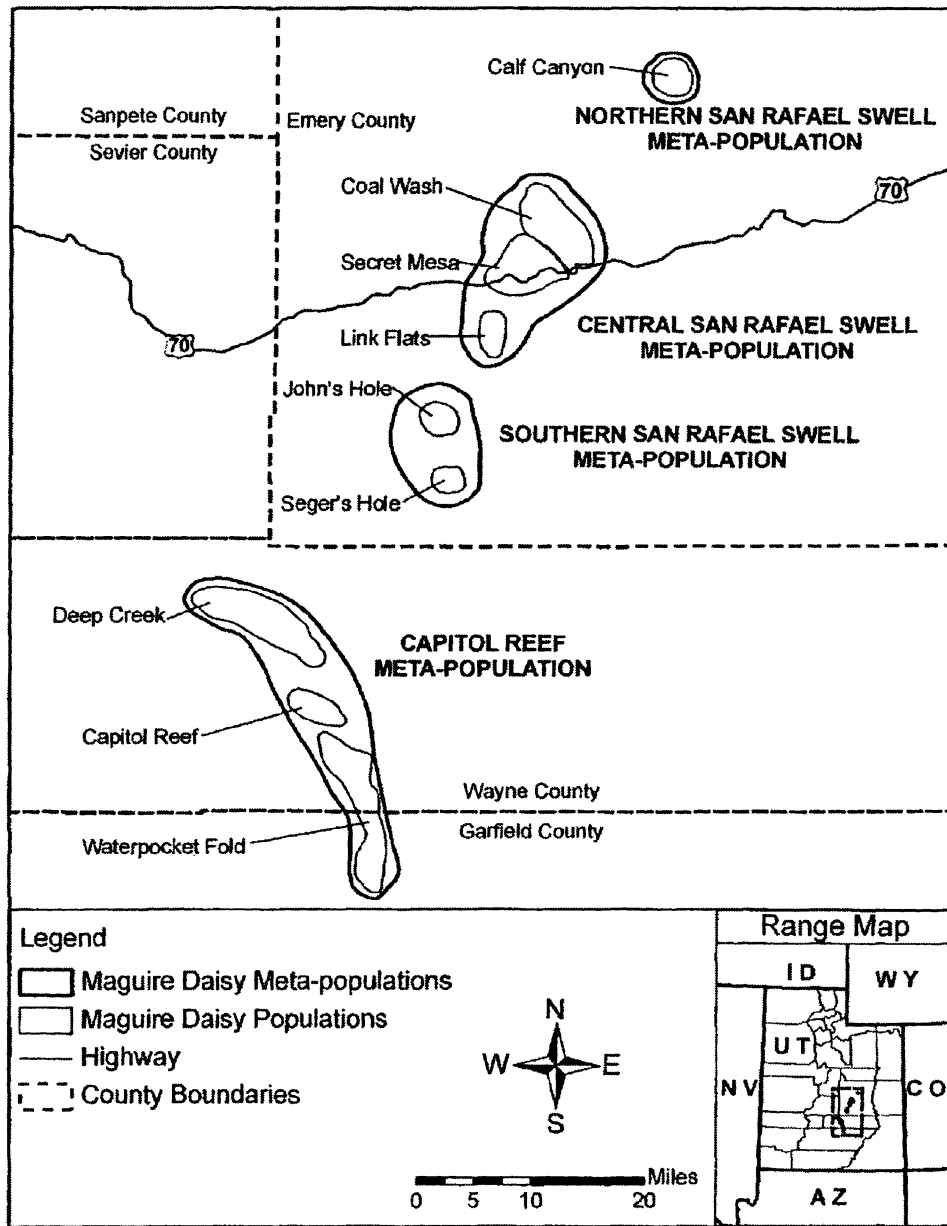 Calf Canyon
Sanpete County
Emery County
NORTHERN SAN RAFAEL SWELL
META-POPULATION
Sevier County
Coal Wash
70
Secret Mesa
70
CENTRAL SAN RAFAEL SWELL
META-POPULATION
Link Flats
John's Hole
SOUTHERN SAN RAFAEL SWELL
META-POPULATION
Seger's Hole
Deep Creek
CAPITOL REEF
META-POPULATION
Capitol Reef
Wayne County
Garfield County
Waterpocket Fold
Legend
Maguire Daisy Meta-populations
Maguire Daisy Populations
Highway
County Boundaries
N
W E
S
Miles
0 5 10 20
Range Map
ID
WY
UT
NV
CO
AZ